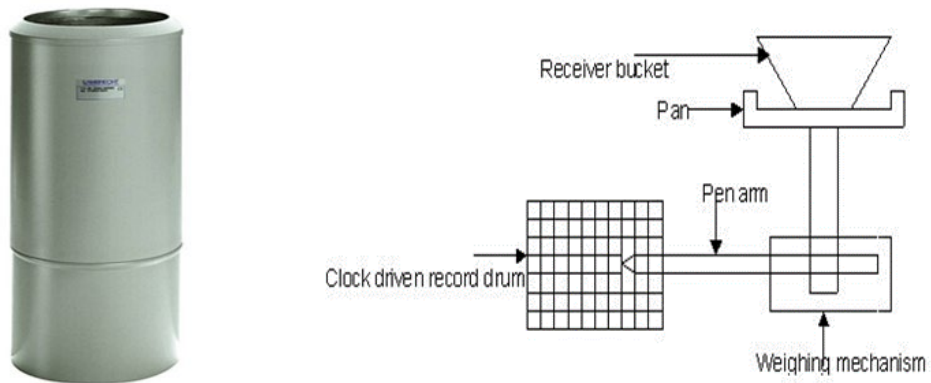 Receiver bucket
Pan
Pen arm
Clock driven record drum
Weighing mechanism